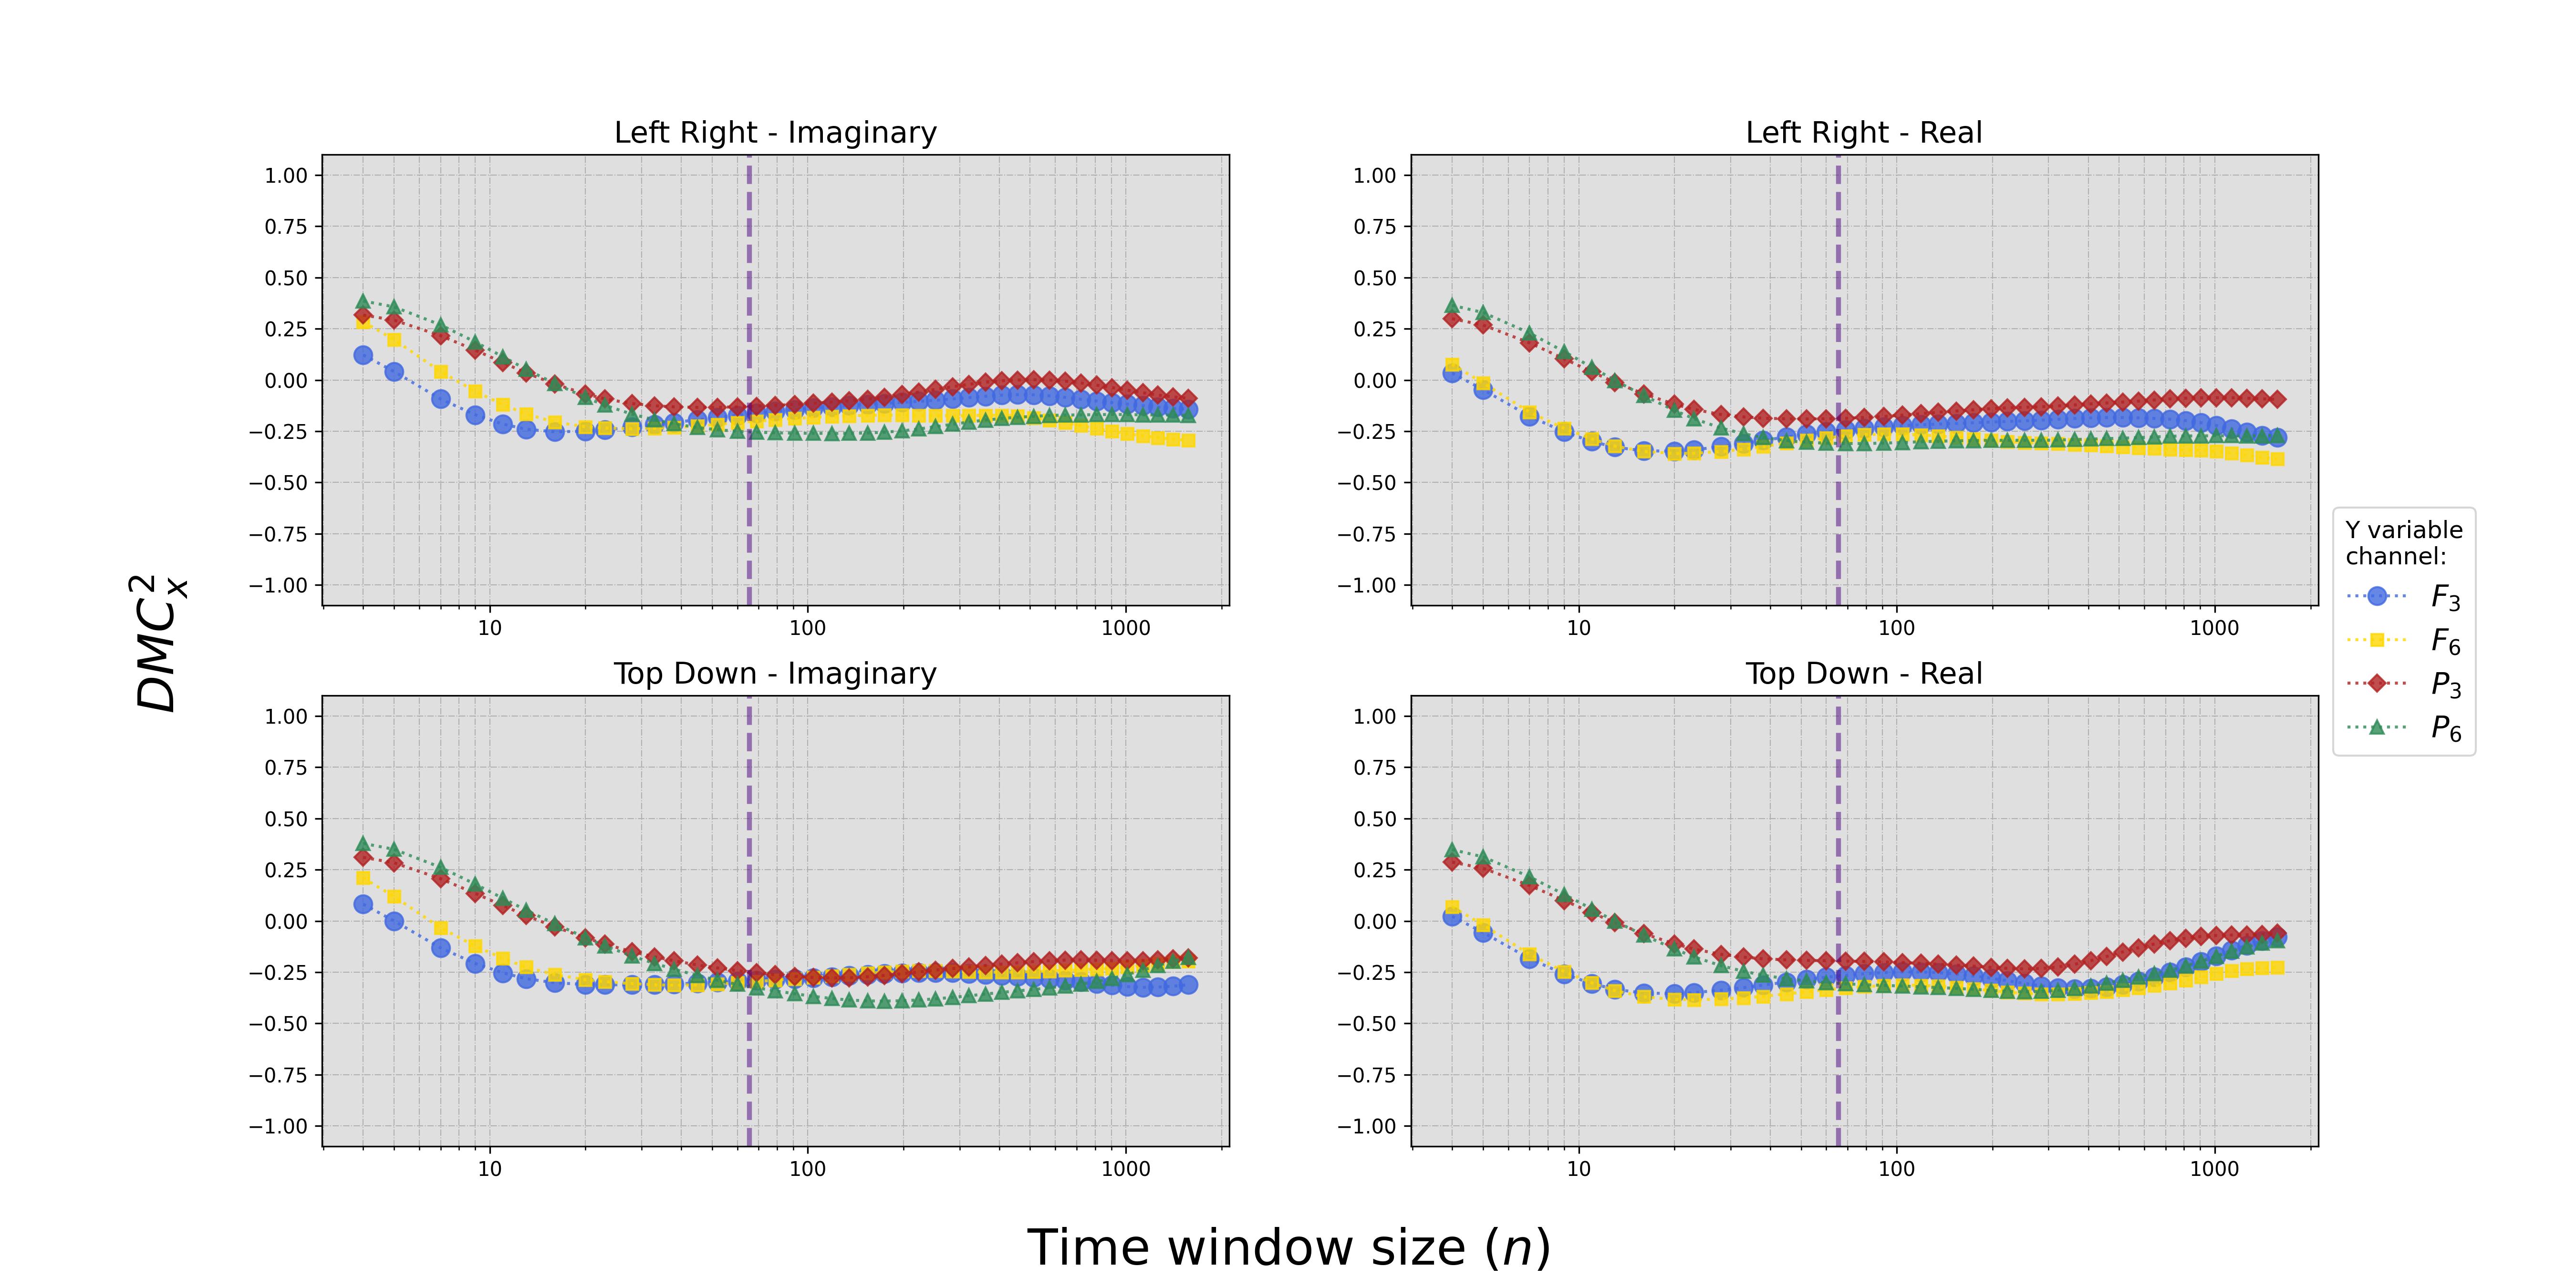 Left Right - Imaginary
1.00
0.75
0.50
0.25
0.00
−0.25
−0.50
−0.75
−1.00
10 100 1000
Left Right - Real
1.00
0.75
0.50
0.25
0.00
−0.25
−0.50
−0.75
−1.00
10 100 1000
Top Down - Imaginary
1.00
0.75
0.50
0.25
0.00
−0.25
−0.50
−0.75
−1.00
10 100 1000
Top Down - Real
1.00
0.75
0.50
0.25
0.00
−0.25
−0.50
−0.75
−1.00
10 100 1000
DMC²ₓ
Time window size (n)
Y variable
channel:
F₃
F₆
P₃
P₆